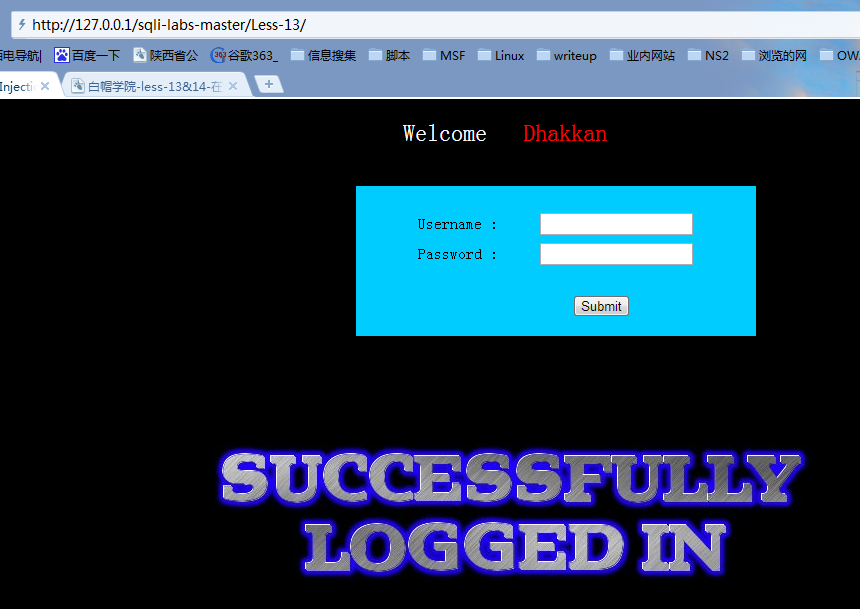 http://127.0.0.1/sqli-labs-master/Less-13/
电导航| 百度一下 陕西省公 谷歌363_ 信息搜集 脚本 MSF Linux writeup 业内网站 NS2 浏览的网 OW
Injecti 白帽学院-less-13&14-在
Welcome Dhakkan
Username :
Password :
Submit
SUCCESSFULLY
LOGGED IN